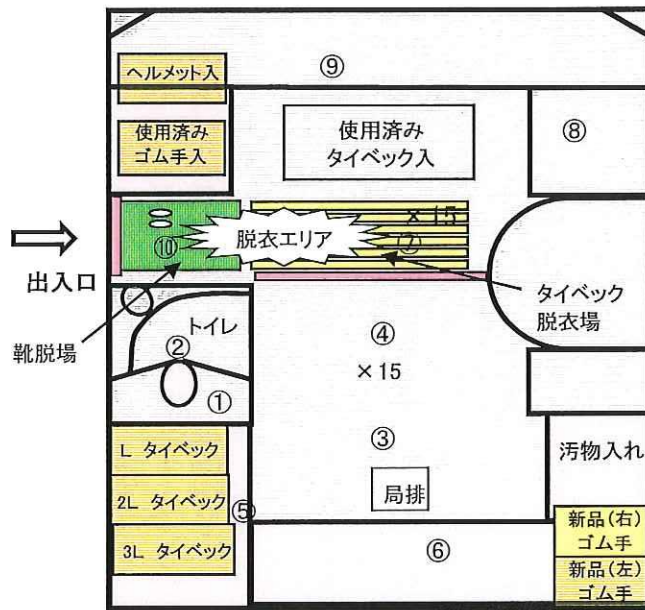 ⑨
ヘルメット入
使用済み
ゴム手入
使用済み
タイベック入
⑧
×15
脱衣エリア
⑩
⑦
出入口
タイベック
脱衣場
靴脱場
トイレ
②
①
④
×15
③
局排
L タイベック
2L タイベック
3L タイベック
⑤
⑥
汚物入れ
新品(右)
ゴム手
新品(左)
ゴム手